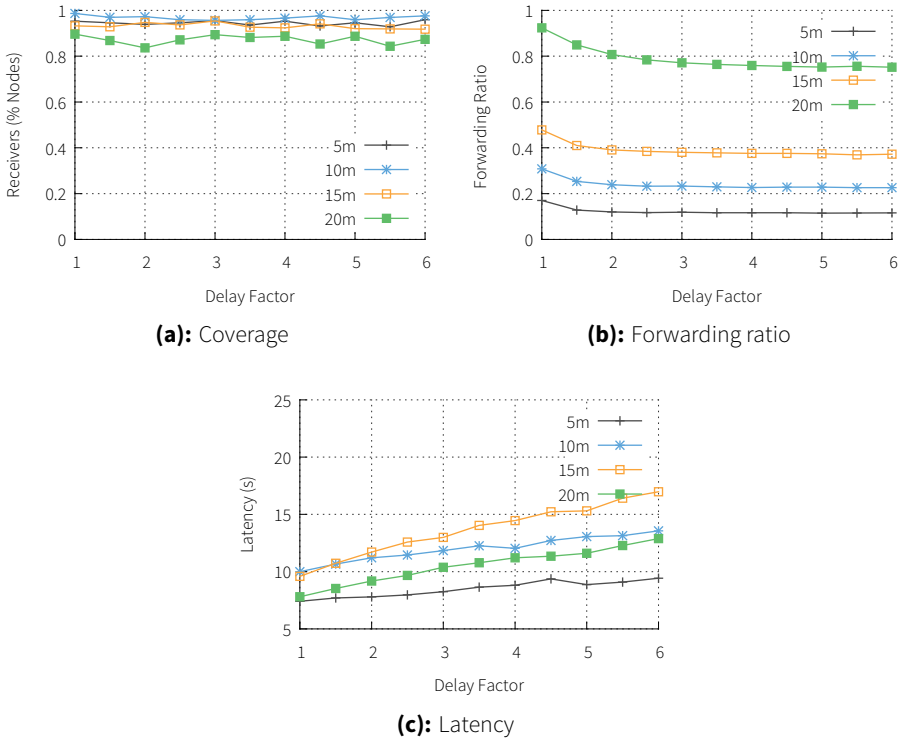 1
0.8
0.6
0.4
0.2
0
Receivers (% Nodes)
5m
10m
15m
20m
1 2 3 4 5 6
Delay Factor
(a): Coverage
1
0.8
0.6
0.4
0.2
0
Forwarding Ratio
5m
10m
15m
20m
1 2 3 4 5 6
Delay Factor
(b): Forwarding ratio
25
20
15
10
5
Latency (s)
5m
10m
15m
20m
1 2 3 4 5 6
Delay Factor
(c): Latency